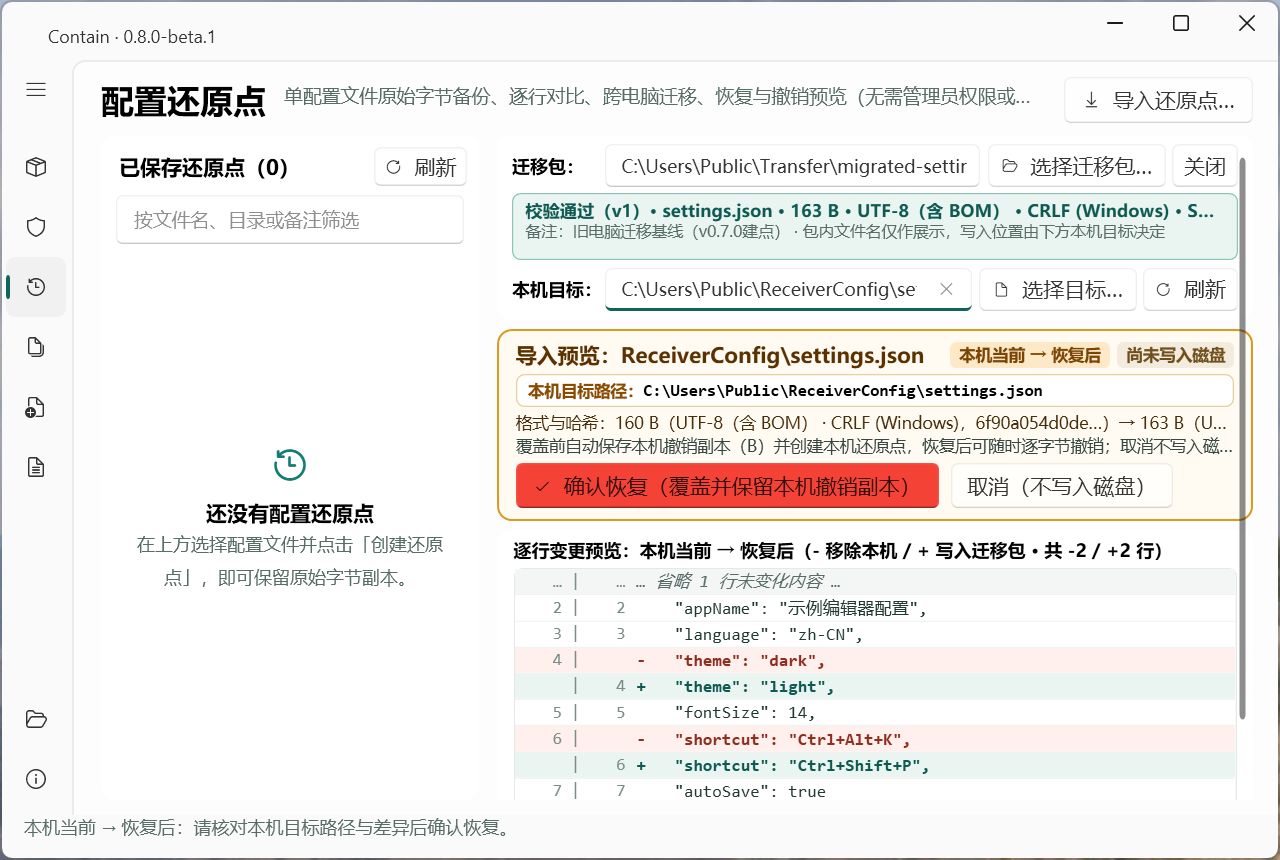 Contain · 0.8.0-beta.1
配置还原点
单配置文件原始字节备份、逐行对比、跨电脑迁移、恢复与撤销预览（无需管理员权限或...
导入还原点...
已保存还原点（0）
刷新
按文件名、目录或备注筛选
还没有配置还原点
在上方选择配置文件并点击「创建还原
点」，即可保留原始字节副本。
迁移包：
C:\Users\Public\Transfer\migrated-settir
选择迁移包...
关闭
校验通过（v1）• settings.json • 163 B • UTF-8（含 BOM） • CRLF (Windows) • S...
备注：旧电脑迁移基线（v0.7.0建点） · 包内文件名仅作展示，写入位置由下方本机目标决定
本机目标：
C:\Users\Public\ReceiverConfig\se
选择目标...
刷新
导入预览：ReceiverConfig\settings.json
本机当前 → 恢复后
尚未写入磁盘
本机目标路径：C:\Users\Public\ReceiverConfig\settings.json
格式与哈希：160 B（UTF-8（含 BOM） · CRLF (Windows)，6f90a054d0de...）→ 163 B（U...
覆盖前自动保存本机撤销副本（B）并创建本机还原点，恢复后可随时逐字节撤销；取消不写入磁...
确认恢复（覆盖并保留本机撤销副本）
取消（不写入磁盘）
逐行变更预览：本机当前 → 恢复后（- 移除本机 / + 写入迁移包 • 共 -2 / +2 行）
… | … … 省略 1 行未变化内容 …
2 | 2 "appName": "示例编辑器配置",
3 | 3 "language": "zh-CN",
4 | - "theme": "dark",
| 4 + "theme": "light",
5 | 5 "fontSize": 14,
6 | - "shortcut": "Ctrl+Alt+K",
| 6 + "shortcut": "Ctrl+Shift+P",
7 | 7 "autoSave": true
本机当前 → 恢复后：请核对本机目标路径与差异后确认恢复。